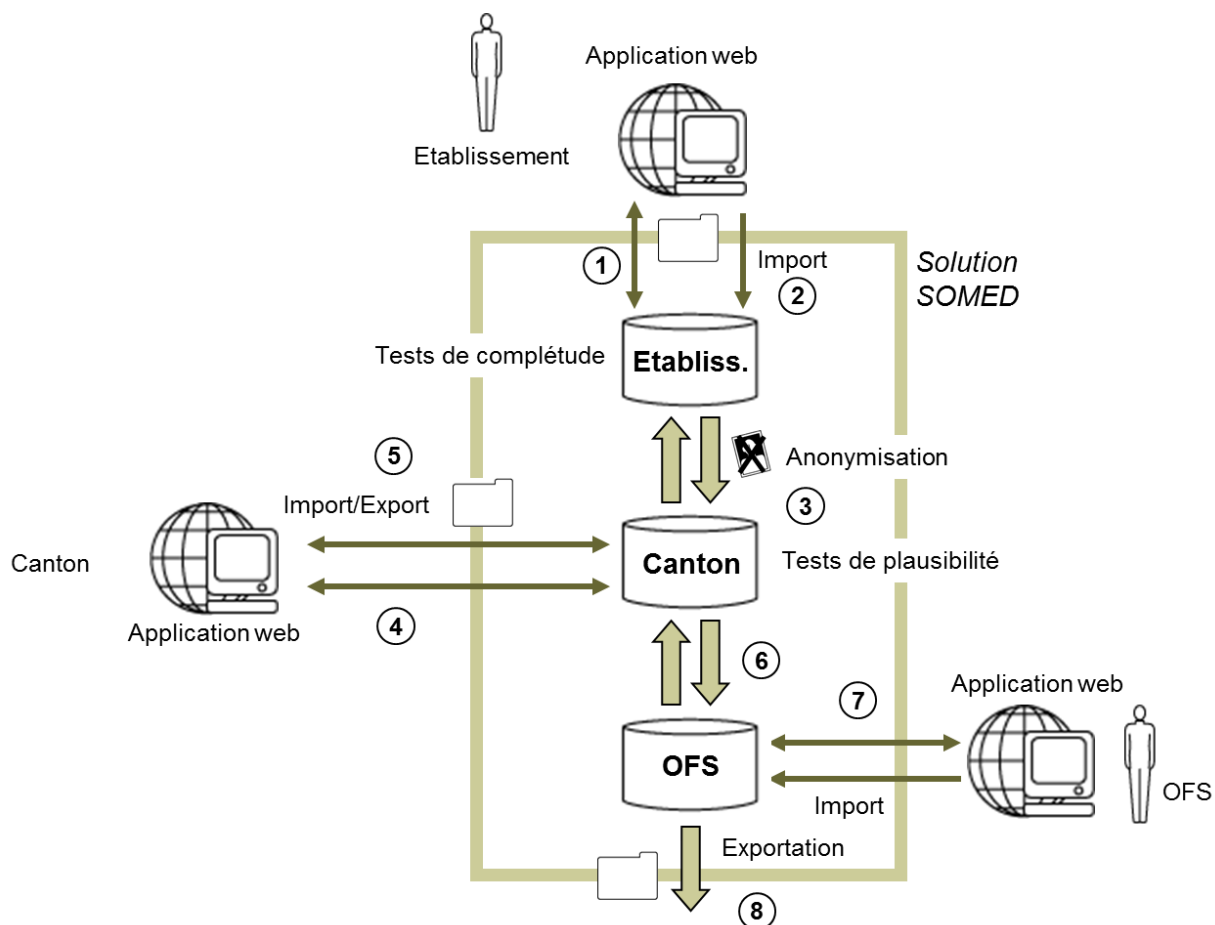 Application web
Etablissement
1
Import
2
Solution
SOMED
Tests de complétude
Etabliss.
5
Anonymisation
Import/Export
3
Canton
Canton
Tests de plausibilité
Application web
4
6
Application web
7
OFS
Import
OFS
Exportation
8